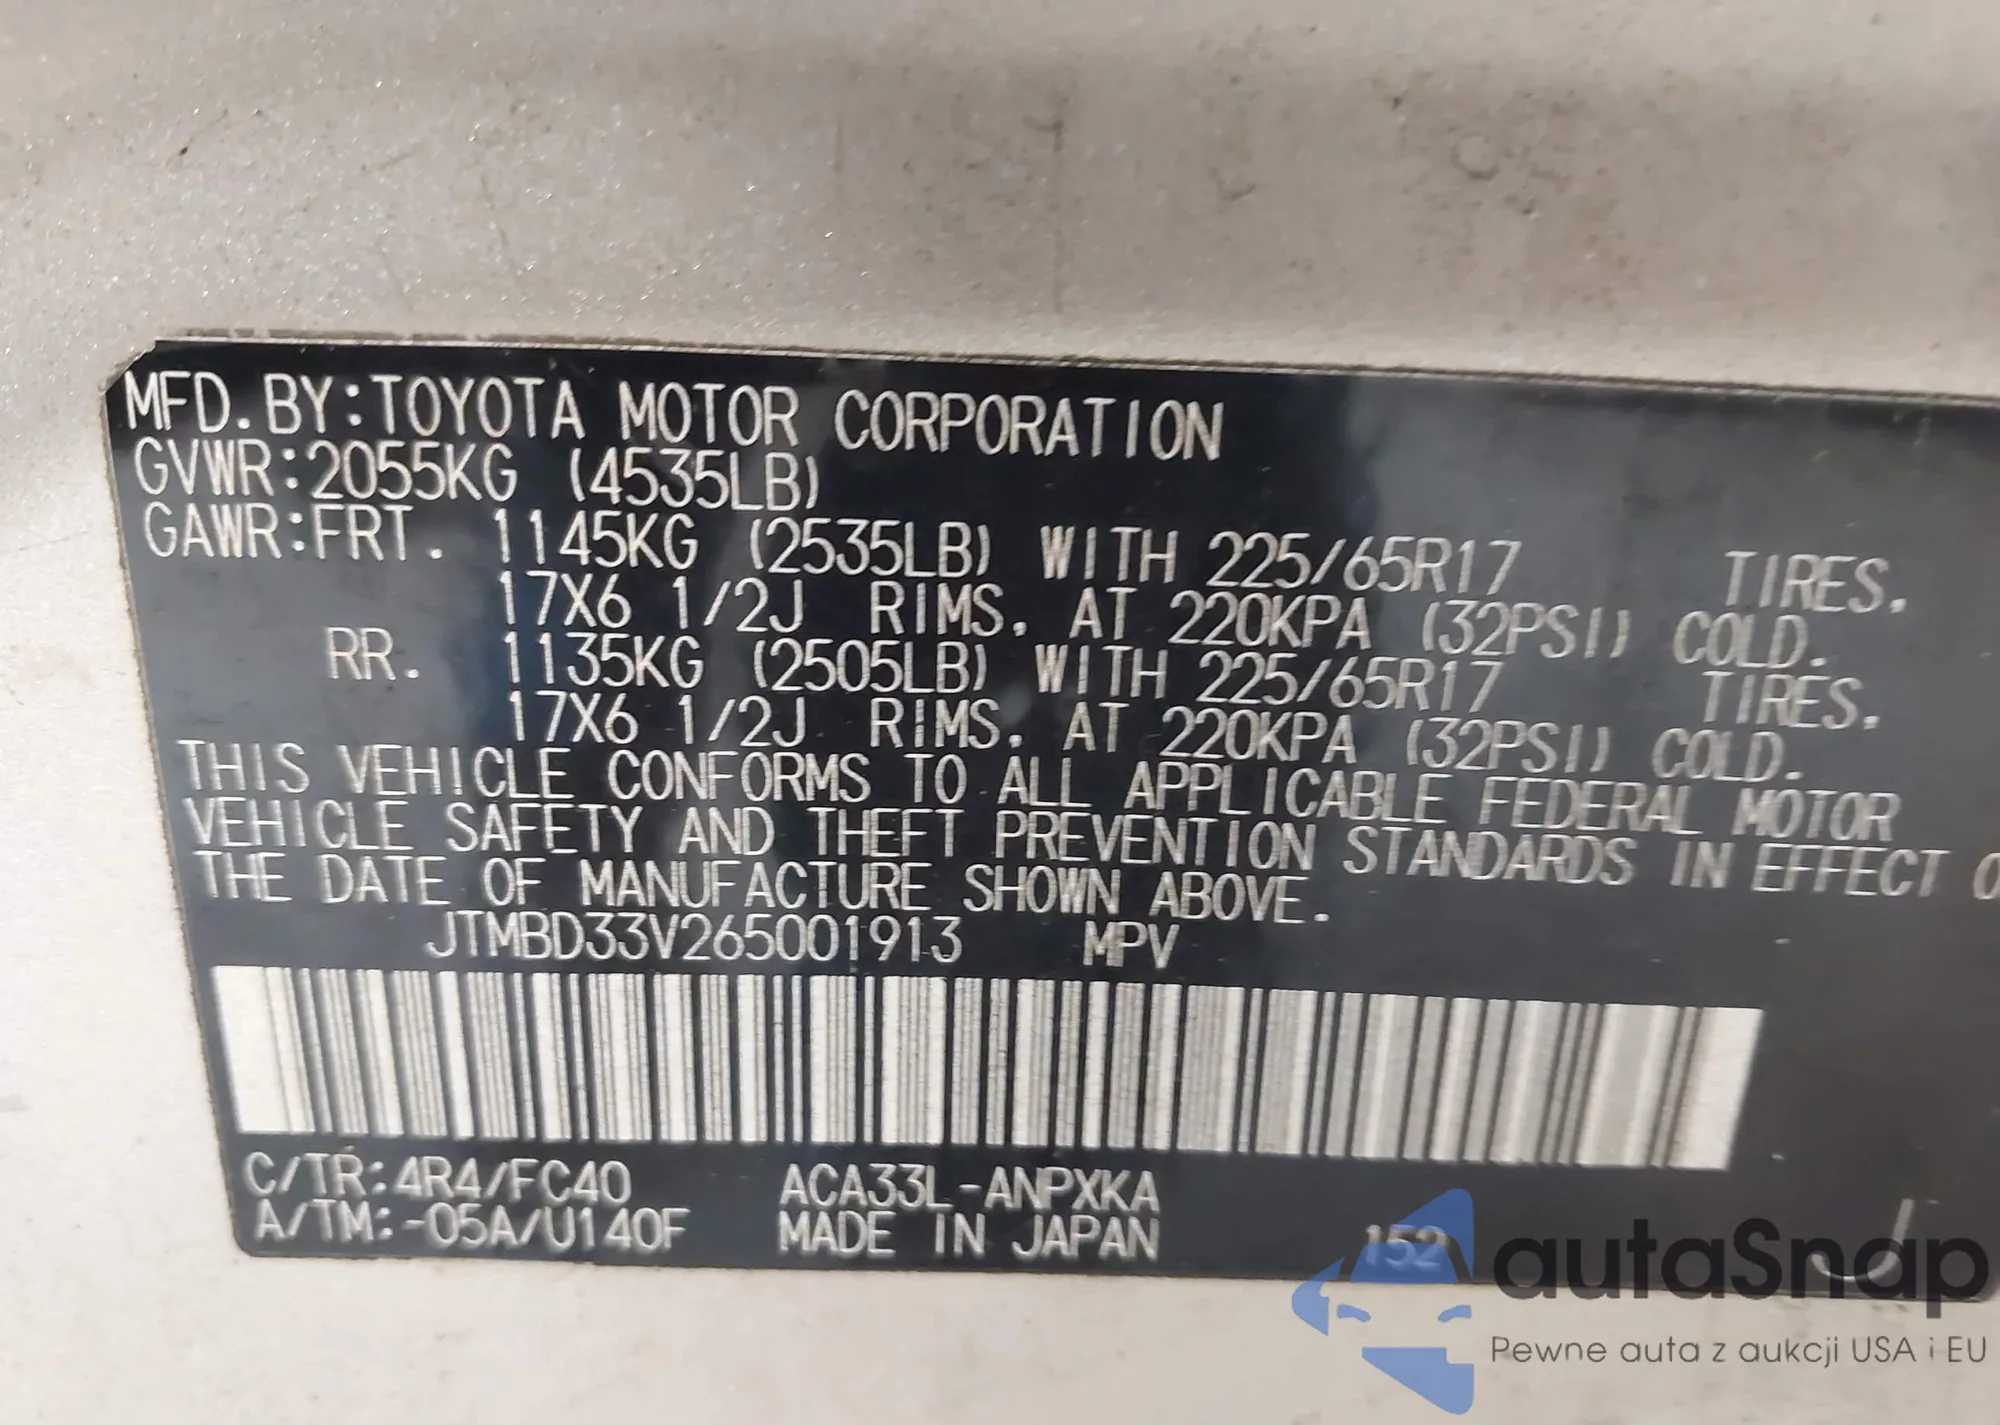 MFD. BY:TOYOTA MOTOR CORPORATION
GVWR:2055KG (4535LB)
GAWR:FRT. 1145KG (2535LB) WITH 225/65R17 TIRES.
17X6 1/2J RIMS. AT 220KPA (32PSI) COLD.
RR. 1135KG (2505LB) WITH 225/65R17 TIRES.
17X6 1/2J RIMS. AT 220KPA (32PSI) COLD.
THIS VEHICLE CONFORMS TO ALL APPLICABLE FEDERAL MOTOR
VEHICLE SAFETY AND THEFT PREVENTION STANDARDS IN EFFECT O
THE DATE OF MANUFACTURE SHOWN ABOVE.
JTMBD33V265001913 MPV
C/TR:4R4/FC40 ACA33L-ANPXKA
A/TM:-05A/U140F MADE IN JAPAN 152 J
autaSnap
Pewne auta z aukcji USA i EU